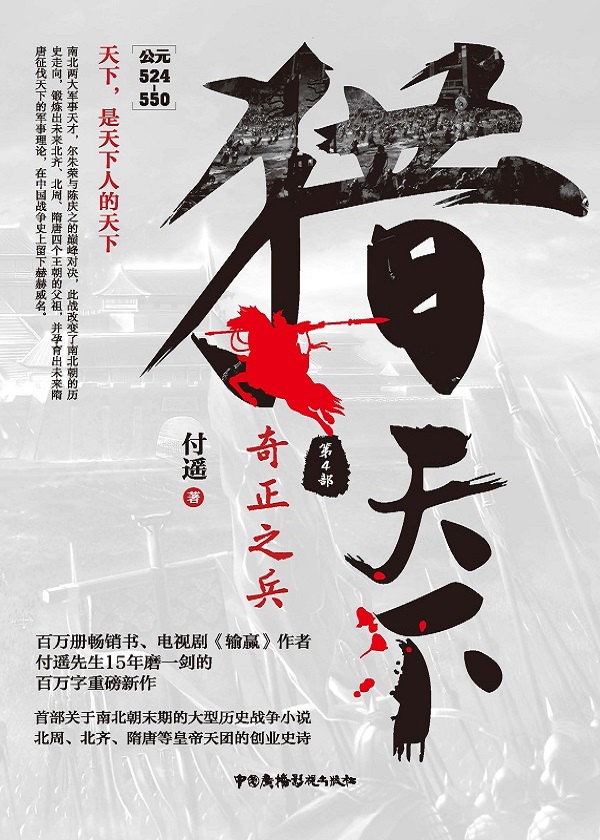 公元
524
-
550
猎天下
天下，是天下人的天下
南北两大军事天才，尔朱荣与陈庆之的巅峰对决，此战改变了南北朝的历
史走向，锻炼出未来北齐、北周、隋唐四个王朝的父祖，并孕育出未来隋
唐征伐天下的军事理论，在中国战争史上留下赫赫威名。
第4部
奇正之兵
付遥
著
百万册畅销书、电视剧《输赢》作者
付遥先生15年磨一剑的
百万字重磅新作
首部关于南北朝末期的大型历史战争小说
北周、北齐、隋唐等皇帝天团的创业史诗
中国广播影视出版社